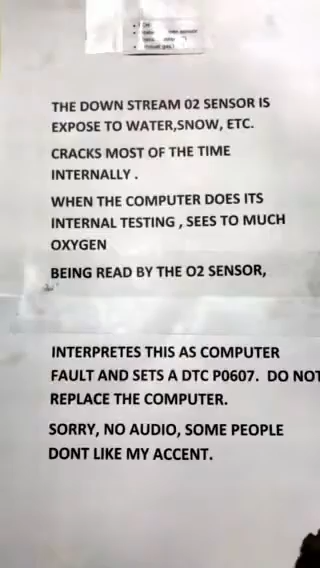 THE DOWN STREAM 02 SENSOR IS
EXPOSE TO WATER,SNOW, ETC.
CRACKS MOST OF THE TIME
INTERNALLY .
WHEN THE COMPUTER DOES ITS
INTERNAL TESTING , SEES TO MUCH
OXYGEN
BEING READ BY THE O2 SENSOR,
INTERPRETES THIS AS COMPUTER
FAULT AND SETS A DTC P0607.  DO NOT
REPLACE THE COMPUTER.
SORRY, NO AUDIO, SOME PEOPLE
DONT LIKE MY ACCENT.